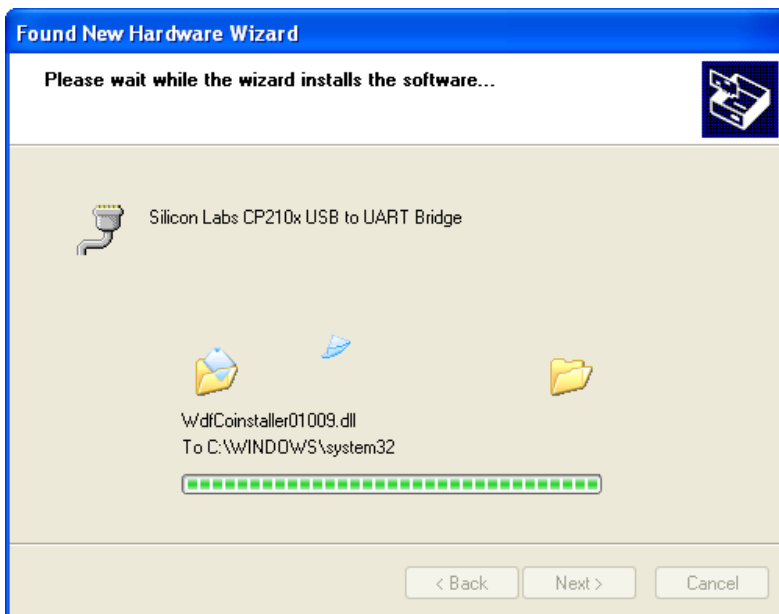 Found New Hardware Wizard
Please wait while the wizard installs the software...
Silicon Labs CP210x USB to UART Bridge
WdfCoinstaller01009.dll
To C:\WINDOWS\system32
< Back Next > Cancel